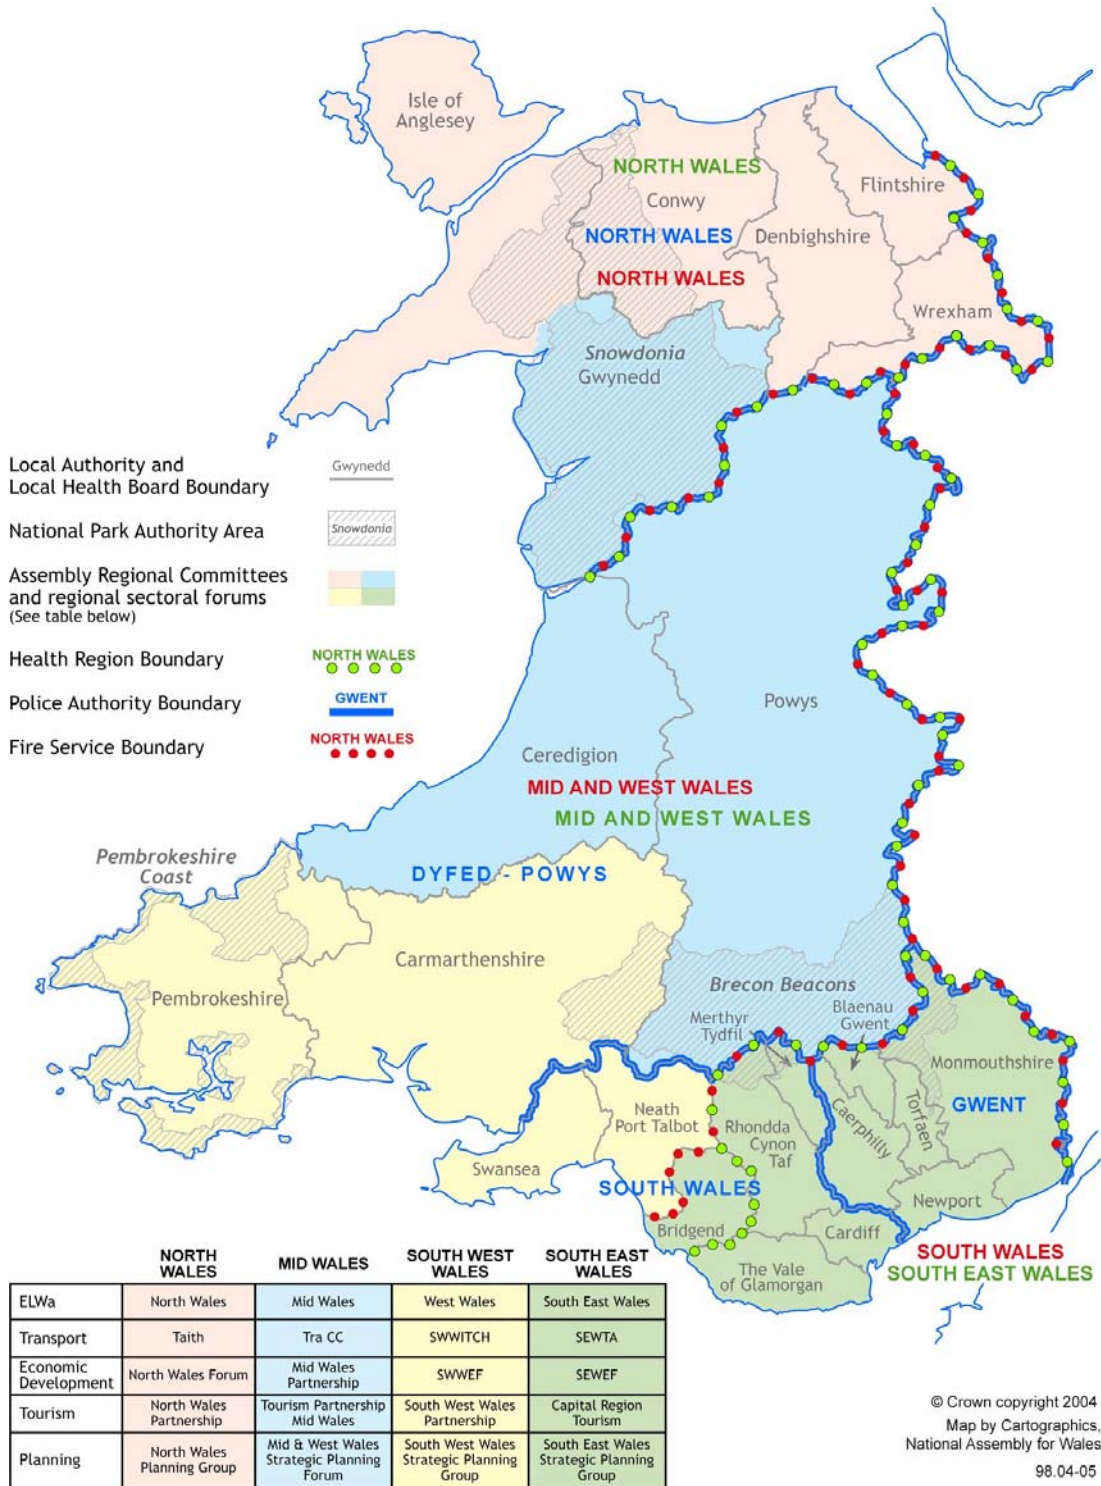 Isle of
Anglesey
NORTH WALES
Conwy
Flintshire
NORTH WALES
Denbighshire
NORTH WALES
Wrexham
Snowdonia
Gwynedd
Local Authority and
Local Health Board Boundary
Gwynedd
National Park Authority Area
Snowdonia
Assembly Regional Committees
and regional sectoral forums
(See table below)
Health Region Boundary
NORTH WALES
Police Authority Boundary
GWENT
Fire Service Boundary
NORTH WALES
Powys
Ceredigion
MID AND WEST WALES
MID AND WEST WALES
DYFED - POWYS
Pembrokeshire
Coast
Carmarthenshire
Pembrokeshire
Brecon Beacons
Merthyr
Tydfil
Blaenau
Gwent
Monmouthshire
GWENT
Neath
Port Talbot
Rhondda
Cynon
Taf
Caerphilly
Torfaen
Swansea
SOUTH WALES
Newport
Bridgend
Cardiff
The Vale
of Glamorgan
SOUTH WALES
SOUTH EAST WALES
NORTH
WALES
MID WALES
SOUTH WEST
WALES
SOUTH EAST
WALES
ELWa
North Wales
Mid Wales
West Wales
South East Wales
Transport
Taith
Tra CC
SWWITCH
SEWTA
Economic
Development
North Wales Forum
Mid Wales
Partnership
SWWEF
SEWEF
Tourism
North Wales
Partnership
Tourism Partnership
Mid Wales
South West Wales
Partnership
Capital Region
Tourism
Planning
North Wales
Planning Group
Mid & West Wales
Strategic Planning
Forum
South West Wales
Strategic Planning
Group
South East Wales
Strategic Planning
Group
© Crown copyright 2004
Map by Cartographics,
National Assembly for Wales
98.04-05